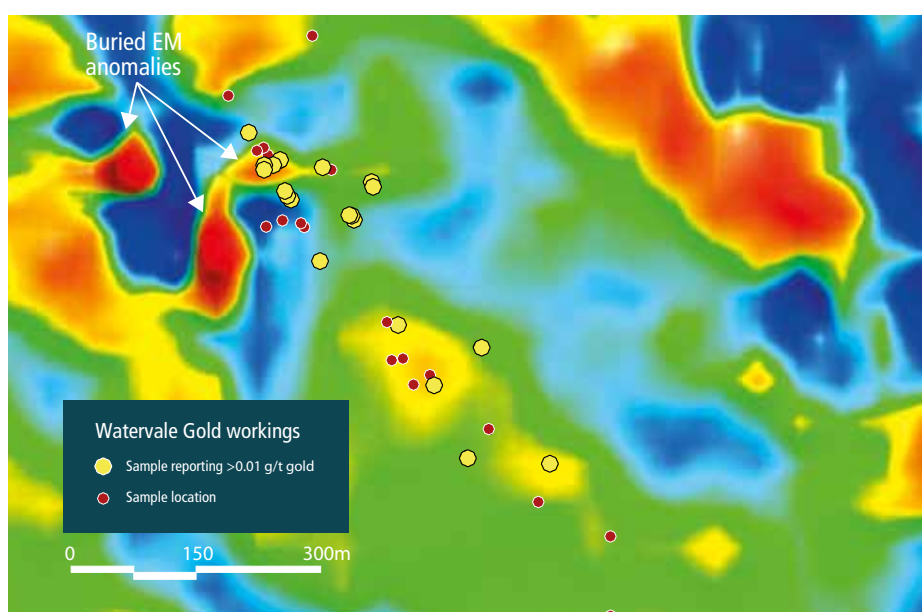 Buried EM
anomalies
Watervale Gold workings
Sample reporting >0.01 g/t gold
Sample location
0 150 300m